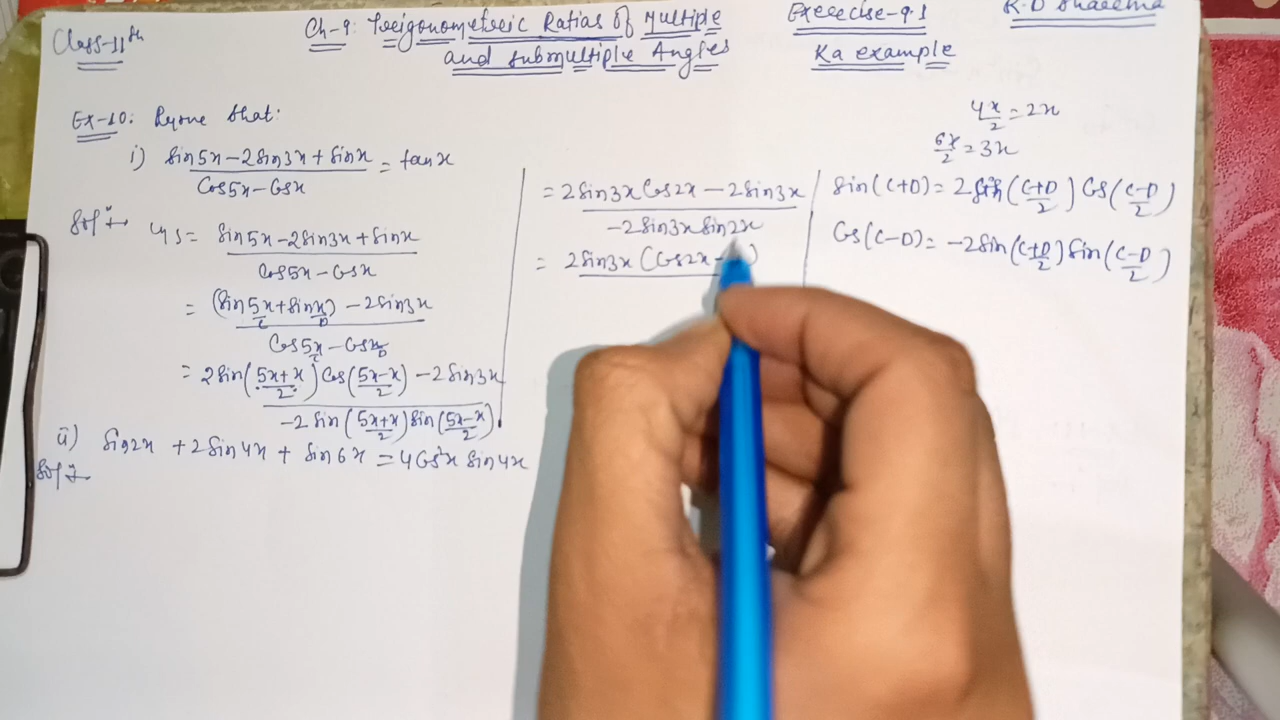 Class-11th
Ch-9: Trigonometric Ratios of Multiple and submultiple Angles
Exercise-9.1
Ka example
R.D Sharma
Ex-10: Prove that:
i) sin5x-2sin3x+sinx / cos5x-cosx = tanx
Sol^n:- LHS = sin5x-2sin3x+sinx / cos5x-cosx
= (sin5x+sinx)-2sin3x / cos5x-cosx
C D
C D
= 2sin(5x+x/2)cos(5x-x/2)-2sin3x / -2sin(5x+x/2)sin(5x-x/2)
ii) sin2x+2sin4x+sin6x=4cos²x sin4x
Sol^n:-
= 2sin3x cos2x-2sin3x / -2sin3x sin2x
= 2sin3x(cos2x- )
4x/2=2x
6x/2=3x
sin(C+D)=2sin(C+D/2)cos(C-D/2)
cos(C-D)=-2sin(C+D/2)sin(C-D/2)